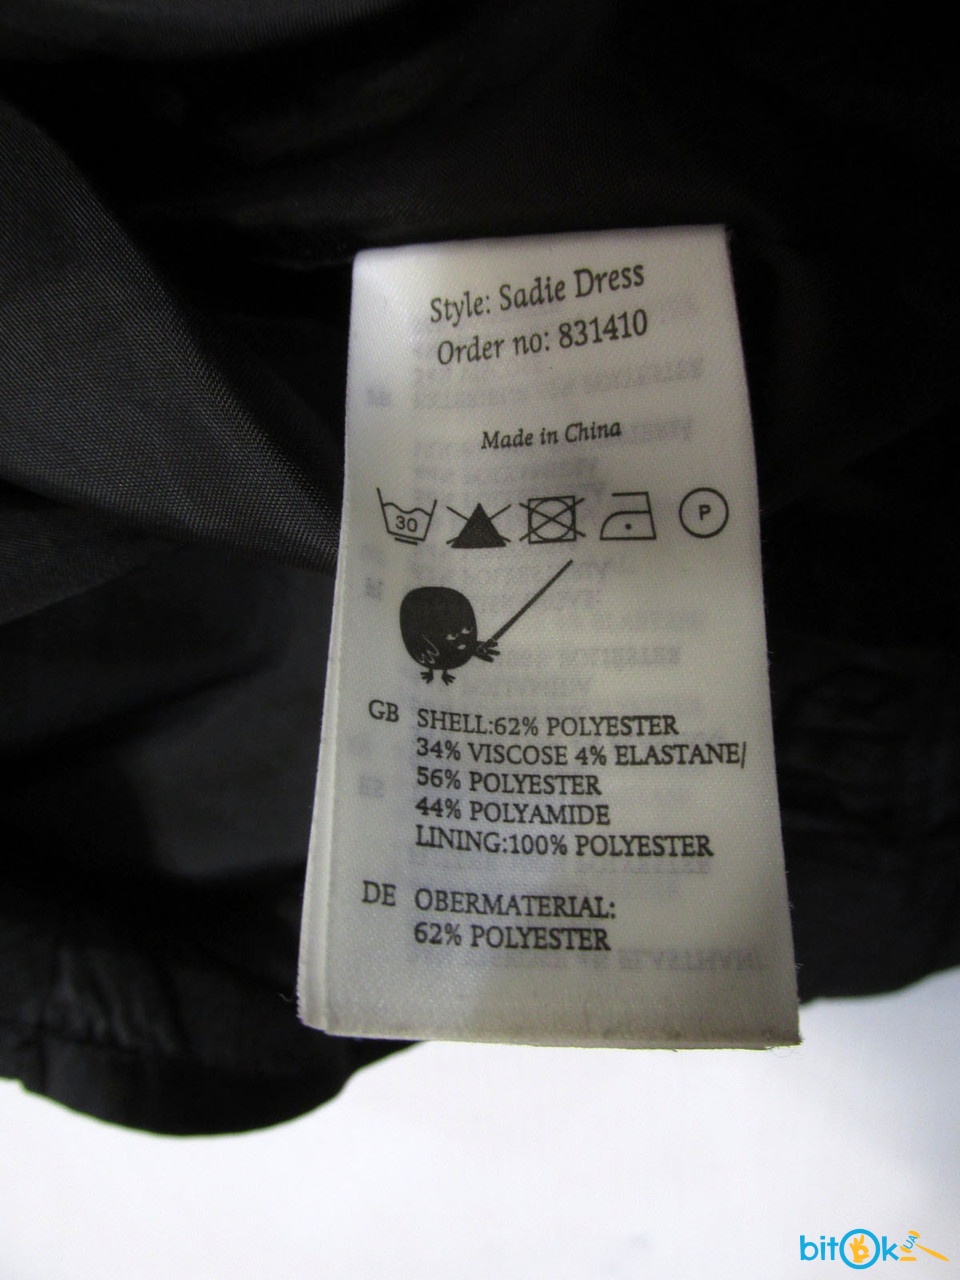 Style: Sadie Dress
Order no: 831410
Made in China
30
P
GB SHELL:62% POLYESTER
34% VISCOSE 4% ELASTANE/
56% POLYESTER
44% POLYAMIDE
LINING:100% POLYESTER
DE OBERMATERIAL:
62% POLYESTER
bitOk.UA